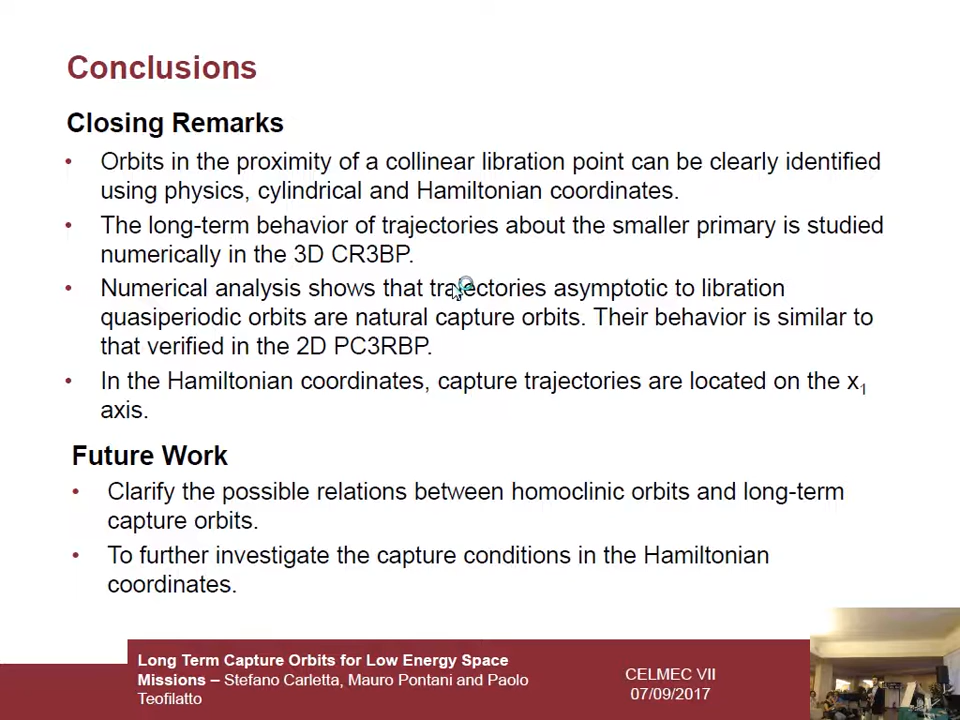 Conclusions
Closing Remarks
• Orbits in the proximity of a collinear libration point can be clearly identified
using physics, cylindrical and Hamiltonian coordinates.
• The long-term behavior of trajectories about the smaller primary is studied
numerically in the 3D CR3BP.
• Numerical analysis shows that trajectories asymptotic to libration
quasiperiodic orbits are natural capture orbits. Their behavior is similar to
that verified in the 2D PC3RBP.
• In the Hamiltonian coordinates, capture trajectories are located on the x₁
axis.
Future Work
• Clarify the possible relations between homoclinic orbits and long-term
capture orbits.
• To further investigate the capture conditions in the Hamiltonian
coordinates.
Long Term Capture Orbits for Low Energy Space
Missions – Stefano Carletta, Mauro Pontani and Paolo
Teofilatto
CELMEC VII
07/09/2017